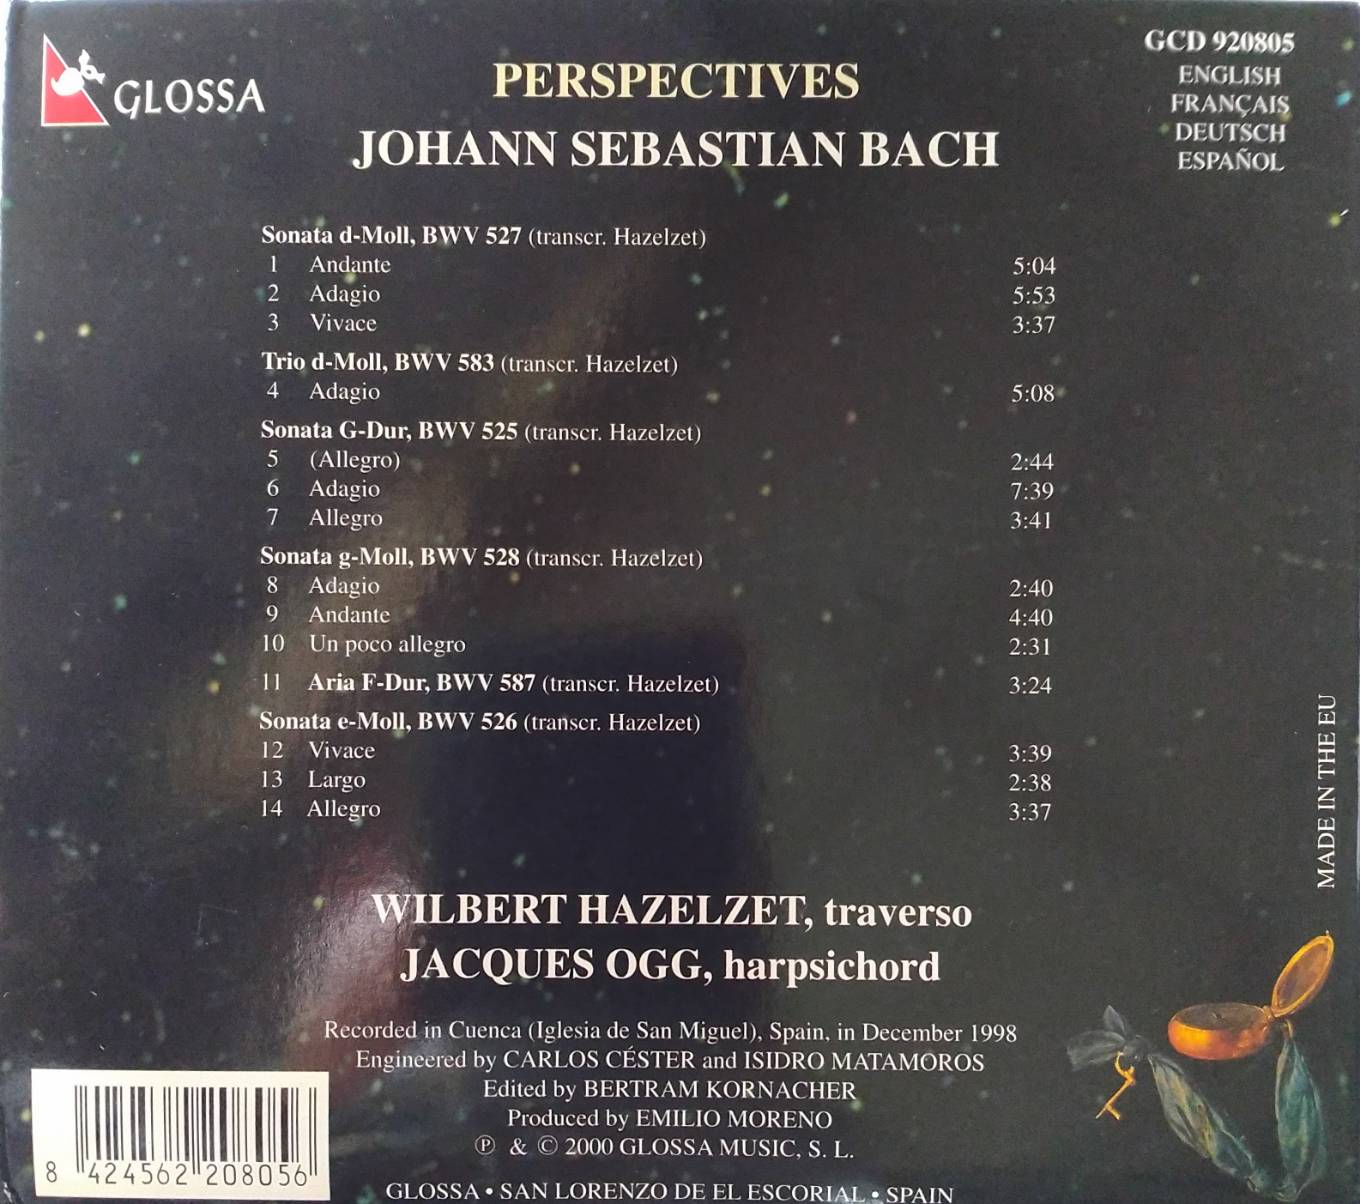 GLOSSA
PERSPECTIVES
JOHANN SEBASTIAN BACH
GCD 920805
ENGLISH
FRANÇAIS
DEUTSCH
ESPAÑOL
Sonata d-Moll, BWV 527 (transcr. Hazelzet)
1 Andante 5:04
2 Adagio 5:53
3 Vivace 3:37
Trio d-Moll, BWV 583 (transcr. Hazelzet)
4 Adagio 5:08
Sonata G-Dur, BWV 525 (transcr. Hazelzet)
5 (Allegro) 2:44
6 Adagio 7:39
7 Allegro 3:41
Sonata g-Moll, BWV 528 (transcr. Hazelzet)
8 Adagio 2:40
9 Andante 4:40
10 Un poco allegro 2:31
11 Aria F-Dur, BWV 587 (transcr. Hazelzet) 3:24
Sonata e-Moll, BWV 526 (transcr. Hazelzet)
12 Vivace 3:39
13 Largo 2:38
14 Allegro 3:37
MADE IN THE EU
WILBERT HAZELZET, traverso
JACQUES OGG, harpsichord
Recorded in Cuenca (Iglesia de San Miguel), Spain, in December 1998
Engineered by CARLOS CÉSTER and ISIDRO MATAMOROS
Edited by BERTRAM KORNACHER
Produced by EMILIO MORENO
℗ & © 2000 GLOSSA MUSIC, S. L.
GLOSSA • SAN LORENZO DE EL ESCORIAL • SPAIN
8 424562 208056